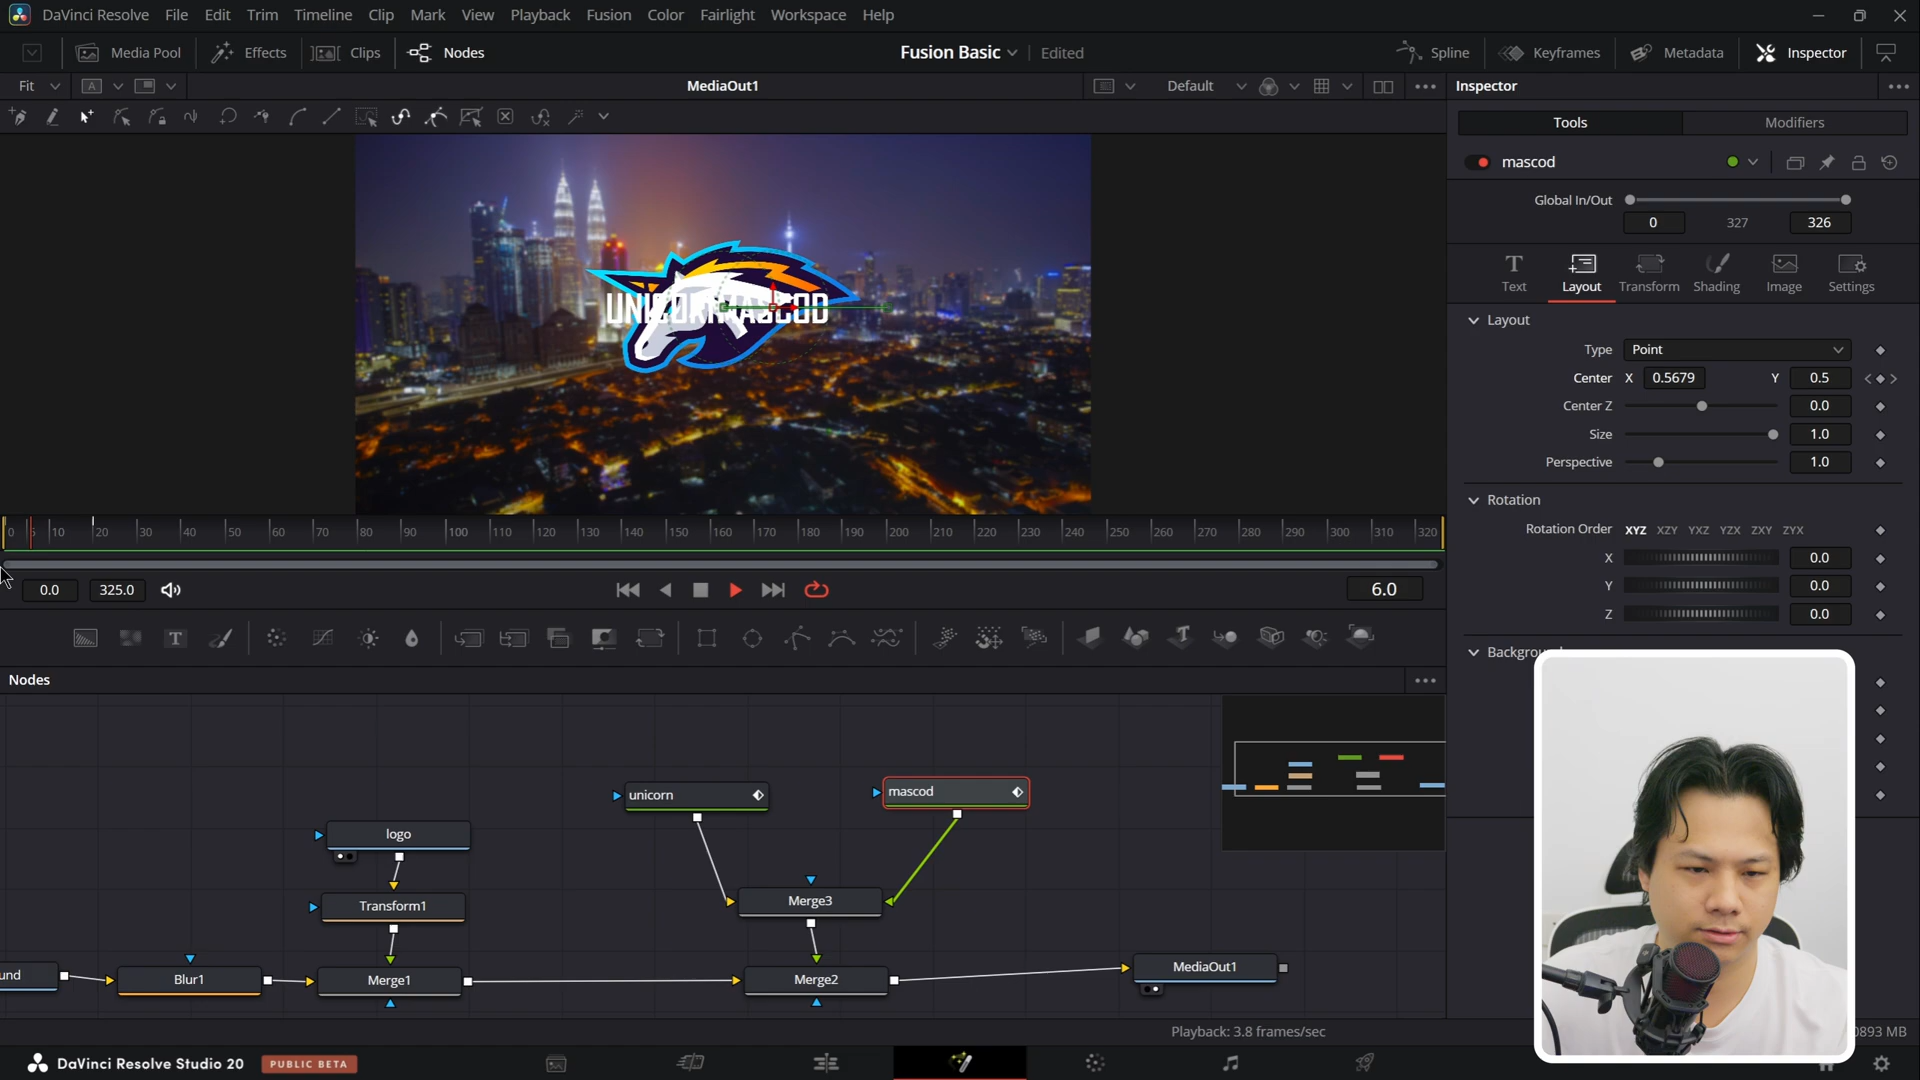 DaVinci Resolve File Edit Trim Timeline Clip Mark View Playback Fusion Color Fairlight Workspace Help
Media Pool Effects Clips Nodes Fusion Basic Edited Spline Keyframes Metadata Inspector
Fit A MediaOut1 Default Inspector
Tools Modifiers
mascod
Global In/Out
0 327 326
Text Layout Transform Shading Image Settings
Layout
Type Point
Center X 0.5679 Y 0.5
Center Z 0.0
Size 1.0
Perspective 1.0
Rotation
Rotation Order XYZ XZY YXZ YZX ZXY ZYX
X 0.0
Y 0.0
Z 0.0
UNICORNMASCOD
0 10 20 30 40 50 60 70 80 90 100 110 120 130 140 150 160 170 180 190 200 210 220 230 240 250 260 270 280 290 300 310 320
0.0 325.0 6.0
Nodes
unicorn
mascod
logo
Transform1
Merge3
und
Blur1
Merge1
Merge2
MediaOut1
Playback: 3.8 frames/sec
0893 MB
DaVinci Resolve Studio 20 PUBLIC BETA